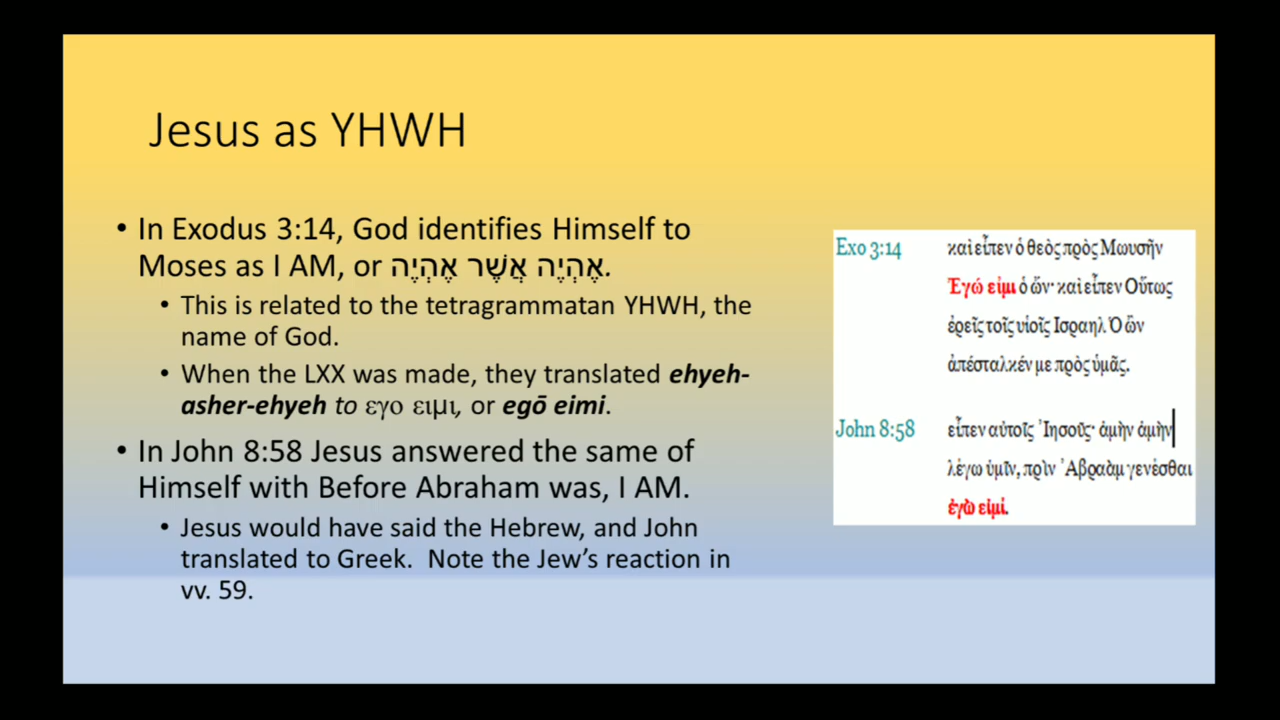 Jesus as YHWH
• In Exodus 3:14, God identifies Himself to
Moses as I AM, or אֶהְיֶה אֲשֶׁר אֶהְיֶה.
• This is related to the tetragrammatan YHWH, the
name of God.
• When the LXX was made, they translated ehyeh-
asher-ehyeh to εγο ειμι, or egō eimi.
• In John 8:58 Jesus answered the same of
Himself with Before Abraham was, I AM.
• Jesus would have said the Hebrew, and John
translated to Greek. Note the Jew’s reaction in
vv. 59.
Exo 3:14 καὶ εἶπεν ὁ θεὸς πρὸς Μωυσῆν
Ἐγώ εἰμι ὁ ὤν· καὶ εἶπεν Οὕτως
ἐρεῖς τοῖς υἱοῖς Ισραηλ Ὁ ὢν
ἀπέσταλκέν με πρὸς ὑμᾶς.
John 8:58 εἶπεν αὐτοῖς Ἰησοῦς· ἀμὴν ἀμὴν
λέγω ὑμῖν, πρὶν Ἀβραὰμ γενέσθαι
ἐγὼ εἰμί.